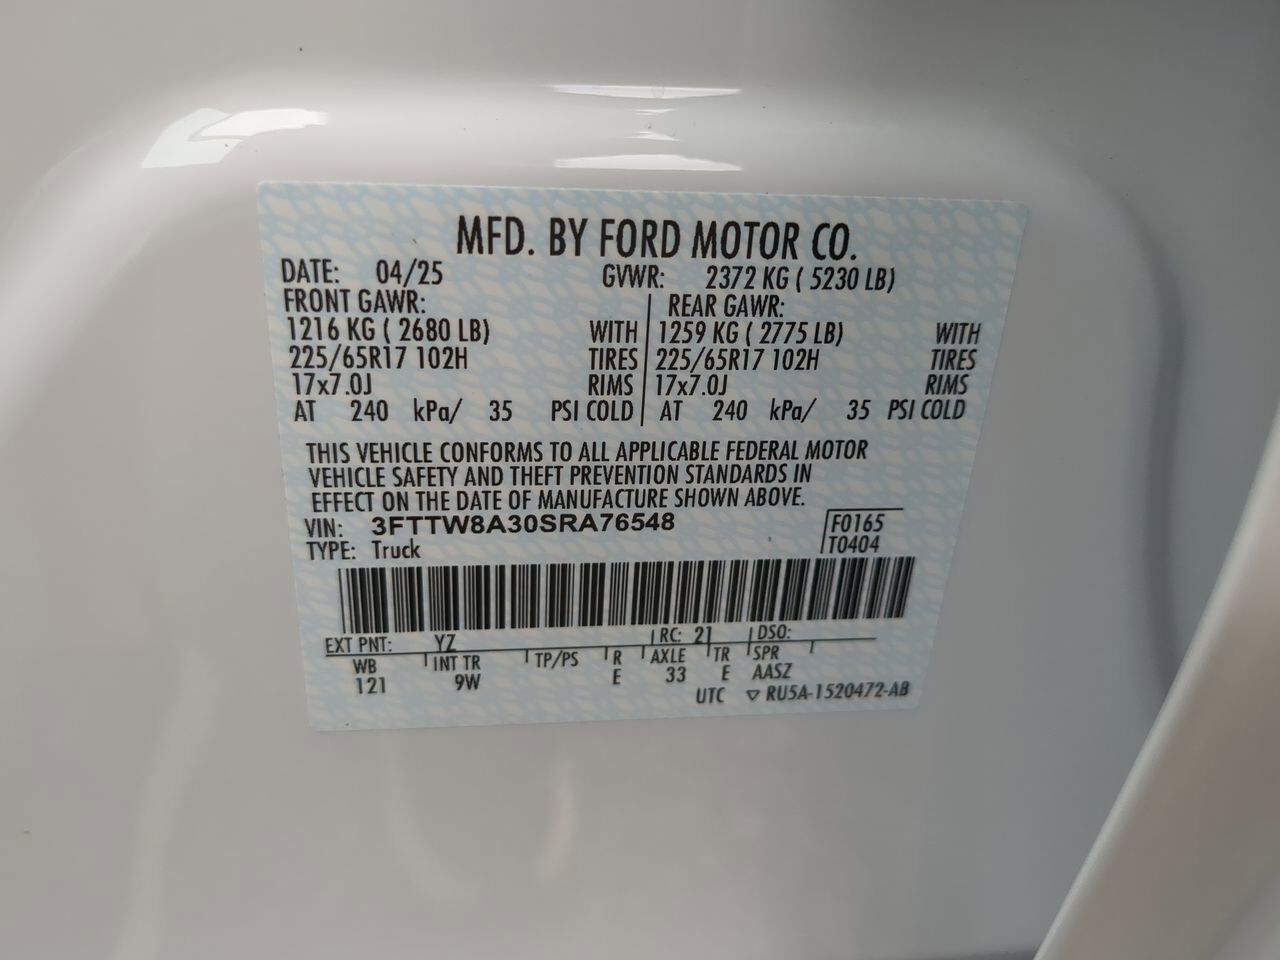 MFD. BY FORD MOTOR CO.
DATE: 04/25 GVWR: 2372 KG ( 5230 LB)
FRONT GAWR: REAR GAWR:
1216 KG ( 2680 LB) WITH 1259 KG ( 2775 LB) WITH
225/65R17 102H TIRES 225/65R17 102H TIRES
17x7.0J RIMS 17x7.0J RIMS
AT 240 kPa/ 35 PSI COLD AT 240 kPa/ 35 PSI COLD
THIS VEHICLE CONFORMS TO ALL APPLICABLE FEDERAL MOTOR
VEHICLE SAFETY AND THEFT PREVENTION STANDARDS IN
EFFECT ON THE DATE OF MANUFACTURE SHOWN ABOVE.
VIN: 3FTTW8A30SRA76548 F0165
TYPE: Truck T0404
EXT PNT: YZ RC: 21 DSO:
WB INT TR TP/PS R AXLE TR SPR
121 9W E 33 E AASZ
UTC ▽ RU5A-1520472-AB